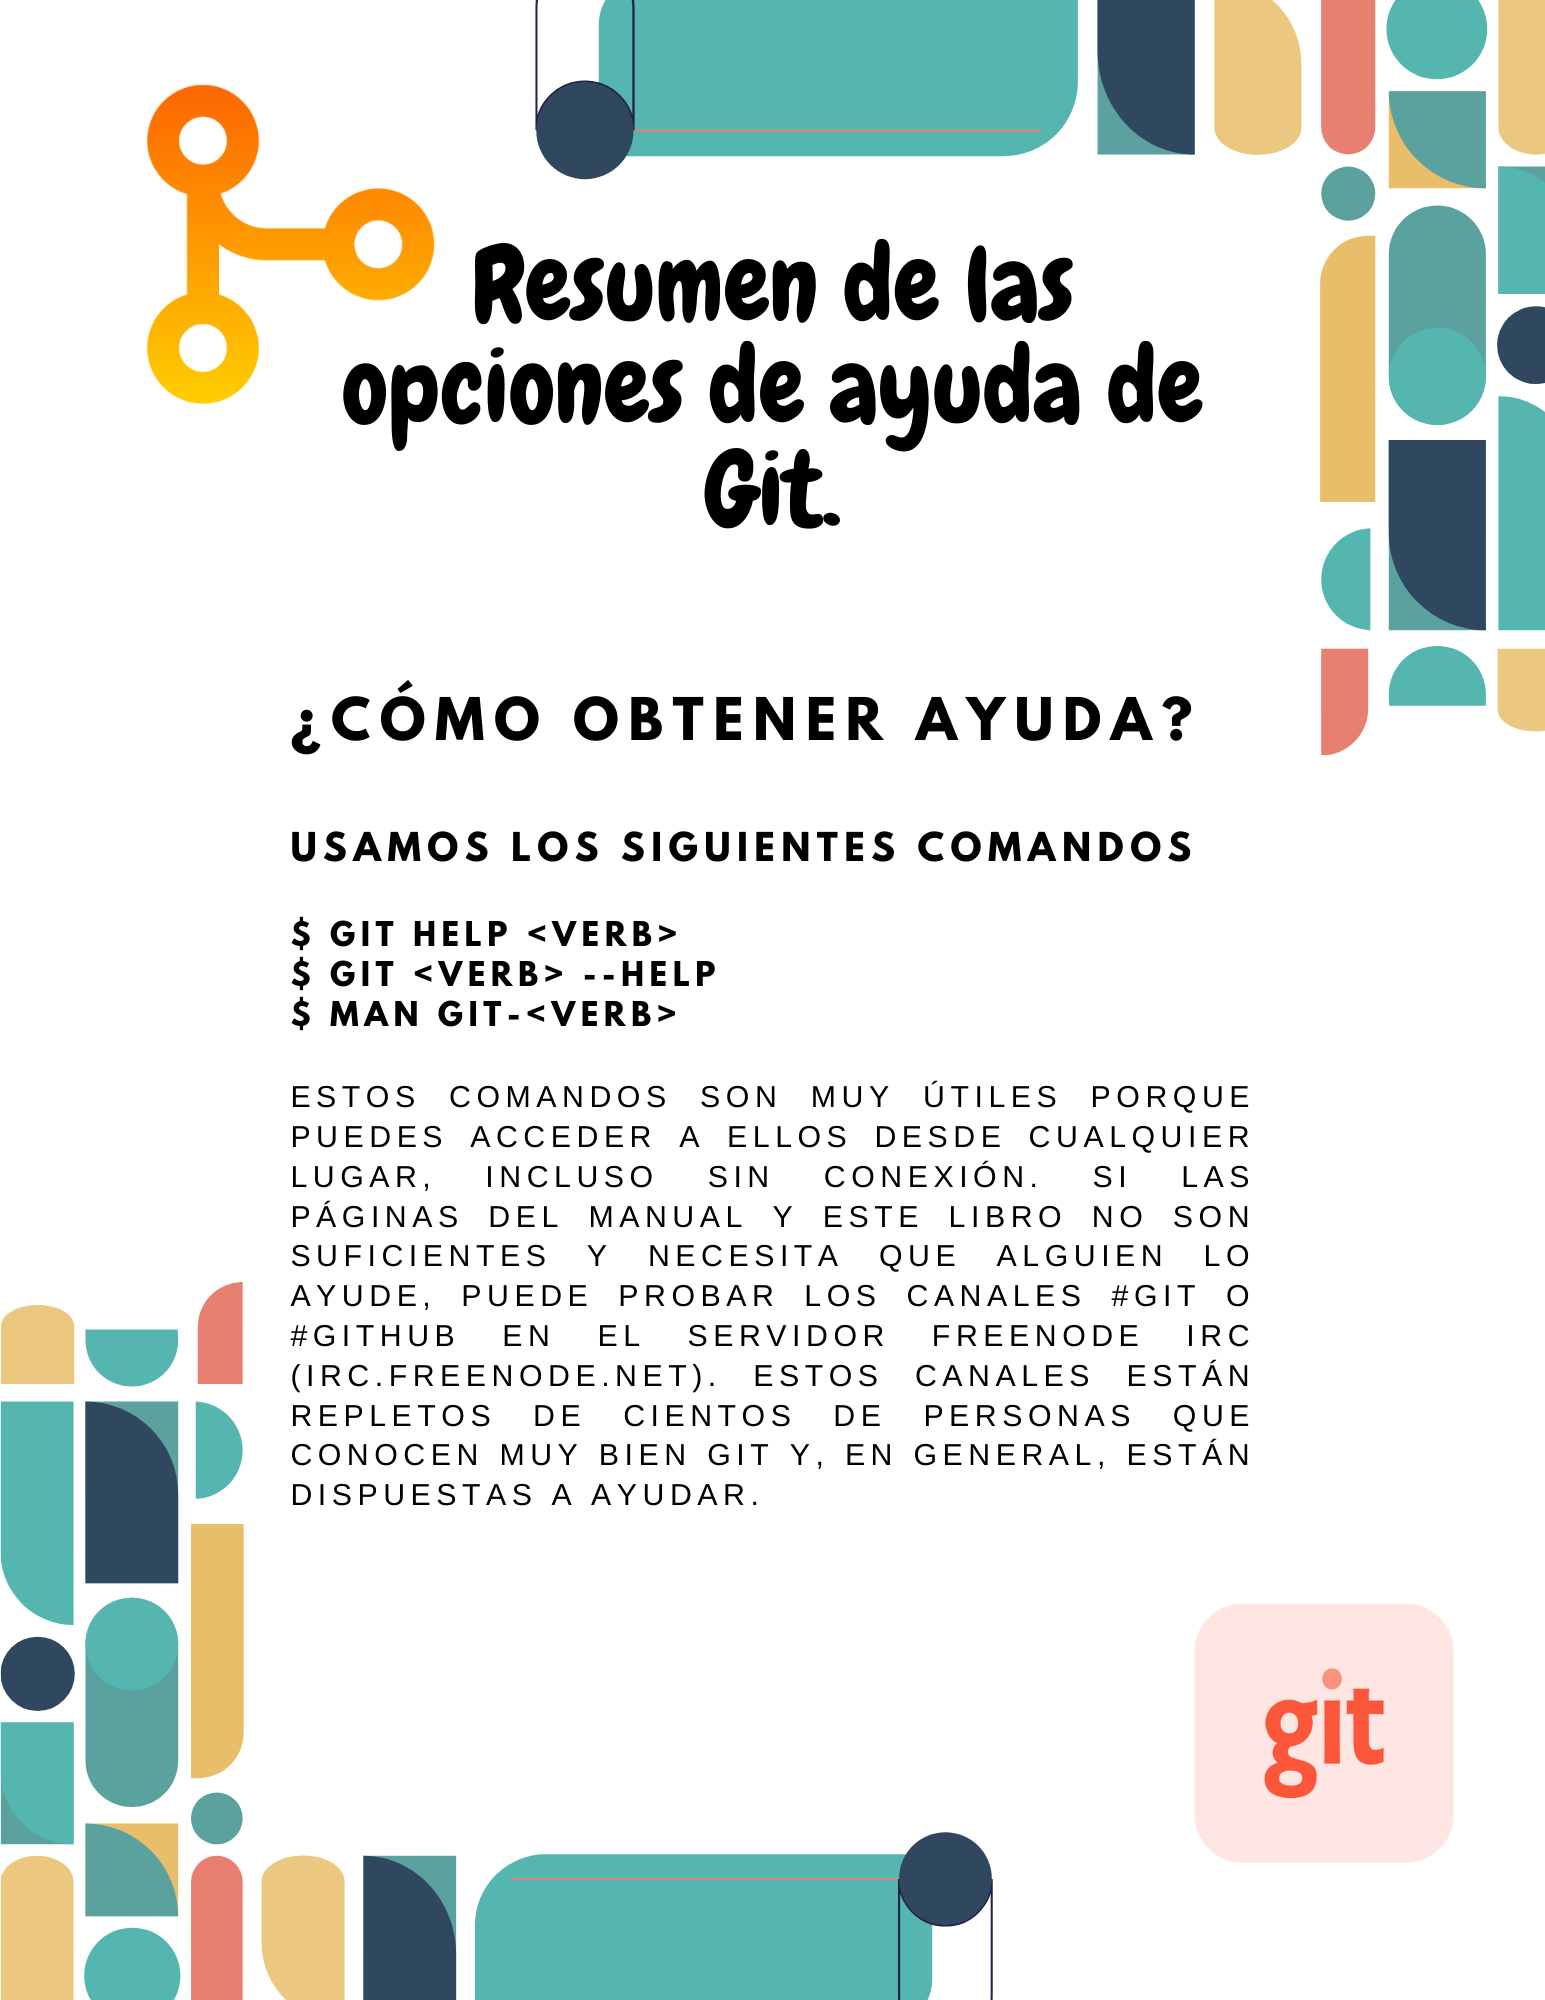 Resumen de las
opciones de ayuda de
Git.
¿CÓMO OBTENER AYUDA?
USAMOS LOS SIGUIENTES COMANDOS
$ GIT HELP <VERB>
$ GIT <VERB> --HELP
$ MAN GIT-<VERB>
ESTOS COMANDOS SON MUY ÚTILES PORQUE
PUEDES ACCEDER A ELLOS DESDE CUALQUIER
LUGAR, INCLUSO SIN CONEXIÓN. SI LAS
PÁGINAS DEL MANUAL Y ESTE LIBRO NO SON
SUFICIENTES Y NECESITA QUE ALGUIEN LO
AYUDE, PUEDE PROBAR LOS CANALES #GIT O
#GITHUB EN EL SERVIDOR FREENODE IRC
(IRC.FREENODE.NET). ESTOS CANALES ESTÁN
REPLETOS DE CIENTOS DE PERSONAS QUE
CONOCEN MUY BIEN GIT Y, EN GENERAL, ESTÁN
DISPUESTAS A AYUDAR.
git